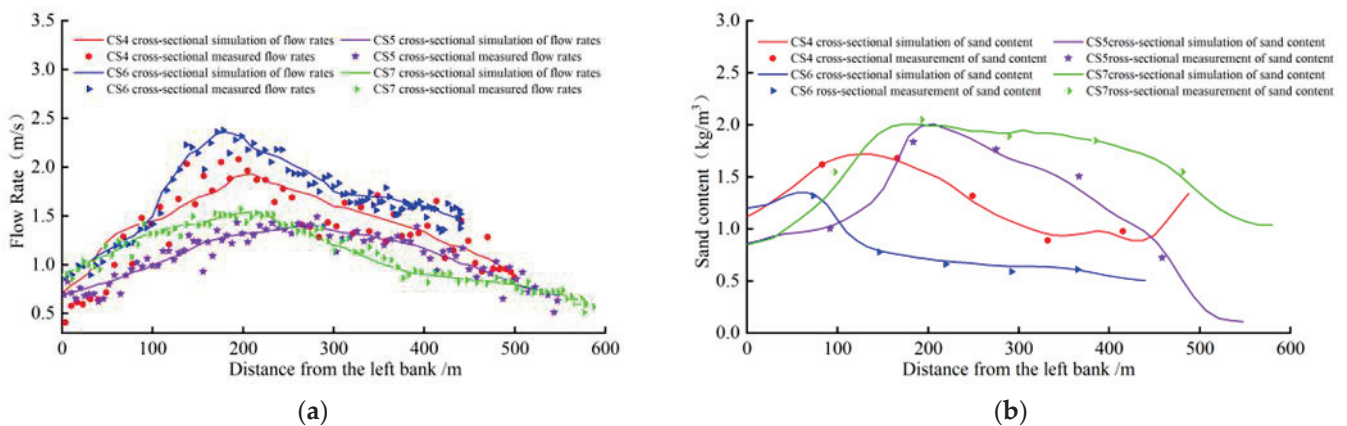 3.5
3.0
2.5
2.0
1.5
1.0
0.5
Flow Rate (m/s)
CS4 cross-sectional simulation of flow rates
CS4 cross-sectional measured flow rates
CS6 cross-sectional simulation of flow rates
CS6 cross-sectional measured flow rates
CS5 cross-sectional simulation of flow rates
CS5 cross-sectional measured flow rates
CS7 cross-sectional simulation of flow rates
CS7 cross-sectional measured flow rates
0 100 200 300 400 500 600
Distance from the left bank /m
(a)
3.0
2.5
2.0
1.5
1.0
0.5
0.0
Sand content (kg/m³)
CS4 cross-sectional simulation of sand content
CS4 cross-sectional measurement of sand content
CS6 cross-sectional simulation of sand content
CS6 ross-sectional measurement of sand content
CS5cross-sectional simulation of sand content
CS5ross-sectional measurement of sand content
CS7cross-sectional simulation of sand content
CS7ross-sectional measurement of sand content
0 100 200 300 400 500 600
Distance from the left bank /m
(b)